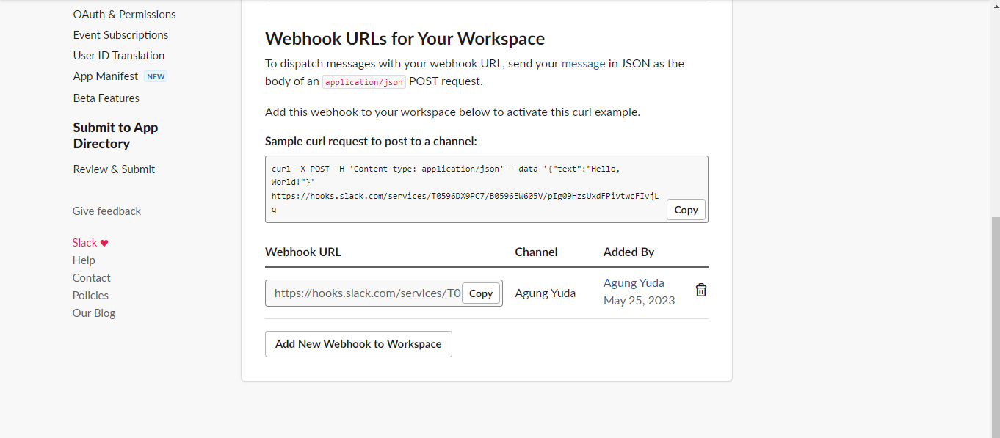 OAuth & Permissions
Event Subscriptions
User ID Translation
App Manifest NEW
Beta Features
Submit to App
Directory
Review & Submit
Give feedback
Slack ♥
Help
Contact
Policies
Our Blog
Webhook URLs for Your Workspace
To dispatch messages with your webhook URL, send your message in JSON as the
body of an application/json POST request.
Add this webhook to your workspace below to activate this curl example.
Sample curl request to post to a channel:
curl -X POST -H 'Content-type: application/json' --data '{"text":"Hello,
World!"}'
https://hooks.slack.com/services/T0596DX9PC7/B0596EW605V/pIg09HzsUxdFPivtwcFIvjL
q
Copy
Webhook URL Channel Added By
https://hooks.slack.com/services/T0 Copy Agung Yuda Agung Yuda
May 25, 2023
Add New Webhook to Workspace